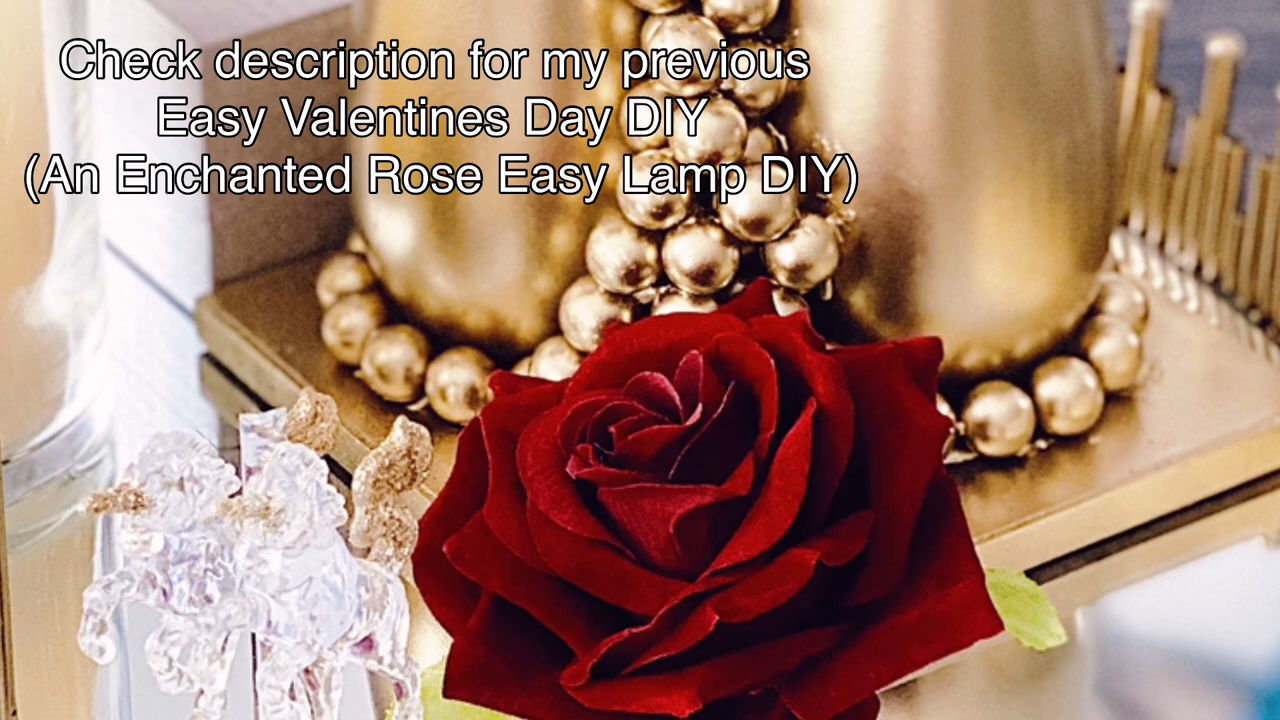 Check description for my previous
Easy Valentines Day DIY
(An Enchanted Rose Easy Lamp DIY)